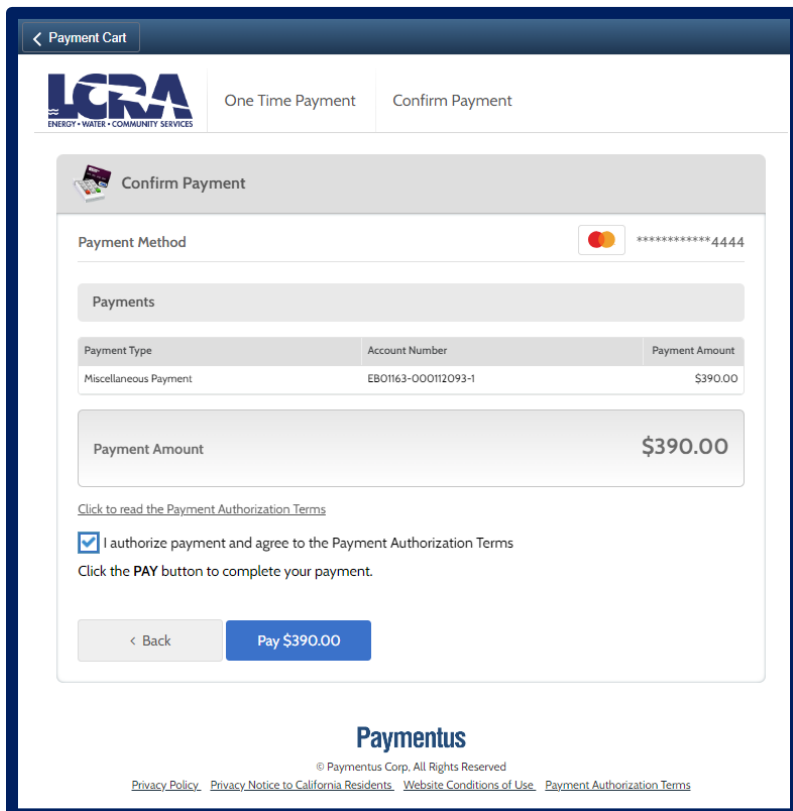 Payment Cart
LCRA
ENERGY • WATER • COMMUNITY SERVICES
One Time Payment
Confirm Payment
Confirm Payment
Payment Method
************4444
Payments
Payment Type Account Number Payment Amount
Miscellaneous Payment EB01163-000112093-1 $390.00
Payment Amount $390.00
Click to read the Payment Authorization Terms
I authorize payment and agree to the Payment Authorization Terms
Click the PAY button to complete your payment.
< Back
Pay $390.00
Paymentus
© Paymentus Corp, All Rights Reserved
Privacy Policy Privacy Notice to California Residents Website Conditions of Use Payment Authorization Terms